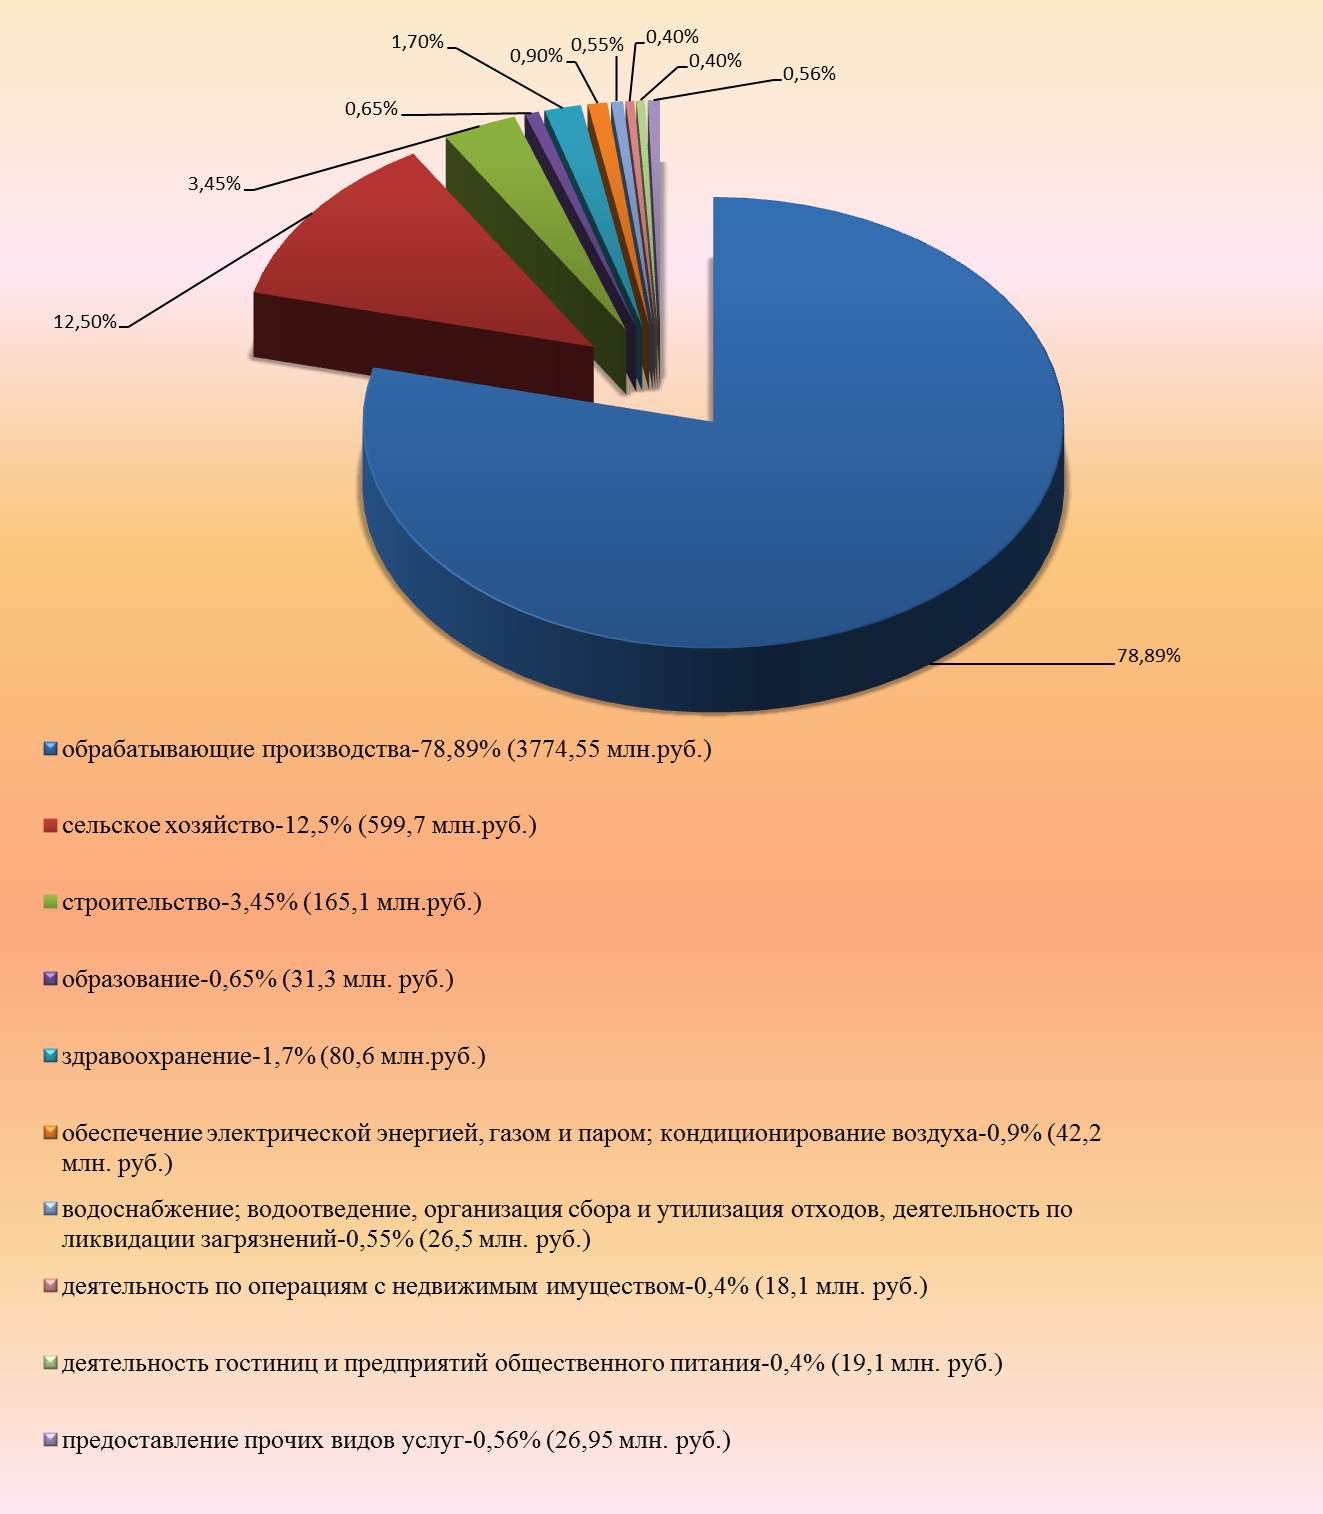 1,70%
0,90%
0,55%
0,40%
0,40%
0,56%
0,65%
3,45%
12,50%
78,89%
обрабатывающие производства-78,89% (3774,55 млн.руб.)
сельское хозяйство-12,5% (599,7 млн.руб.)
строительство-3,45% (165,1 млн.руб.)
образование-0,65% (31,3 млн. руб.)
здравоохранение-1,7% (80,6 млн.руб.)
обеспечение электрической энергией, газом и паром; кондиционирование воздуха-0,9% (42,2
млн. руб.)
водоснабжение; водоотведение, организация сбора и утилизация отходов, деятельность по
ликвидации загрязнений-0,55% (26,5 млн. руб.)
деятельность по операциям с недвижимым имуществом-0,4% (18,1 млн. руб.)
деятельность гостиниц и предприятий общественного питания-0,4% (19,1 млн. руб.)
предоставление прочих видов услуг-0,56% (26,95 млн. руб.)